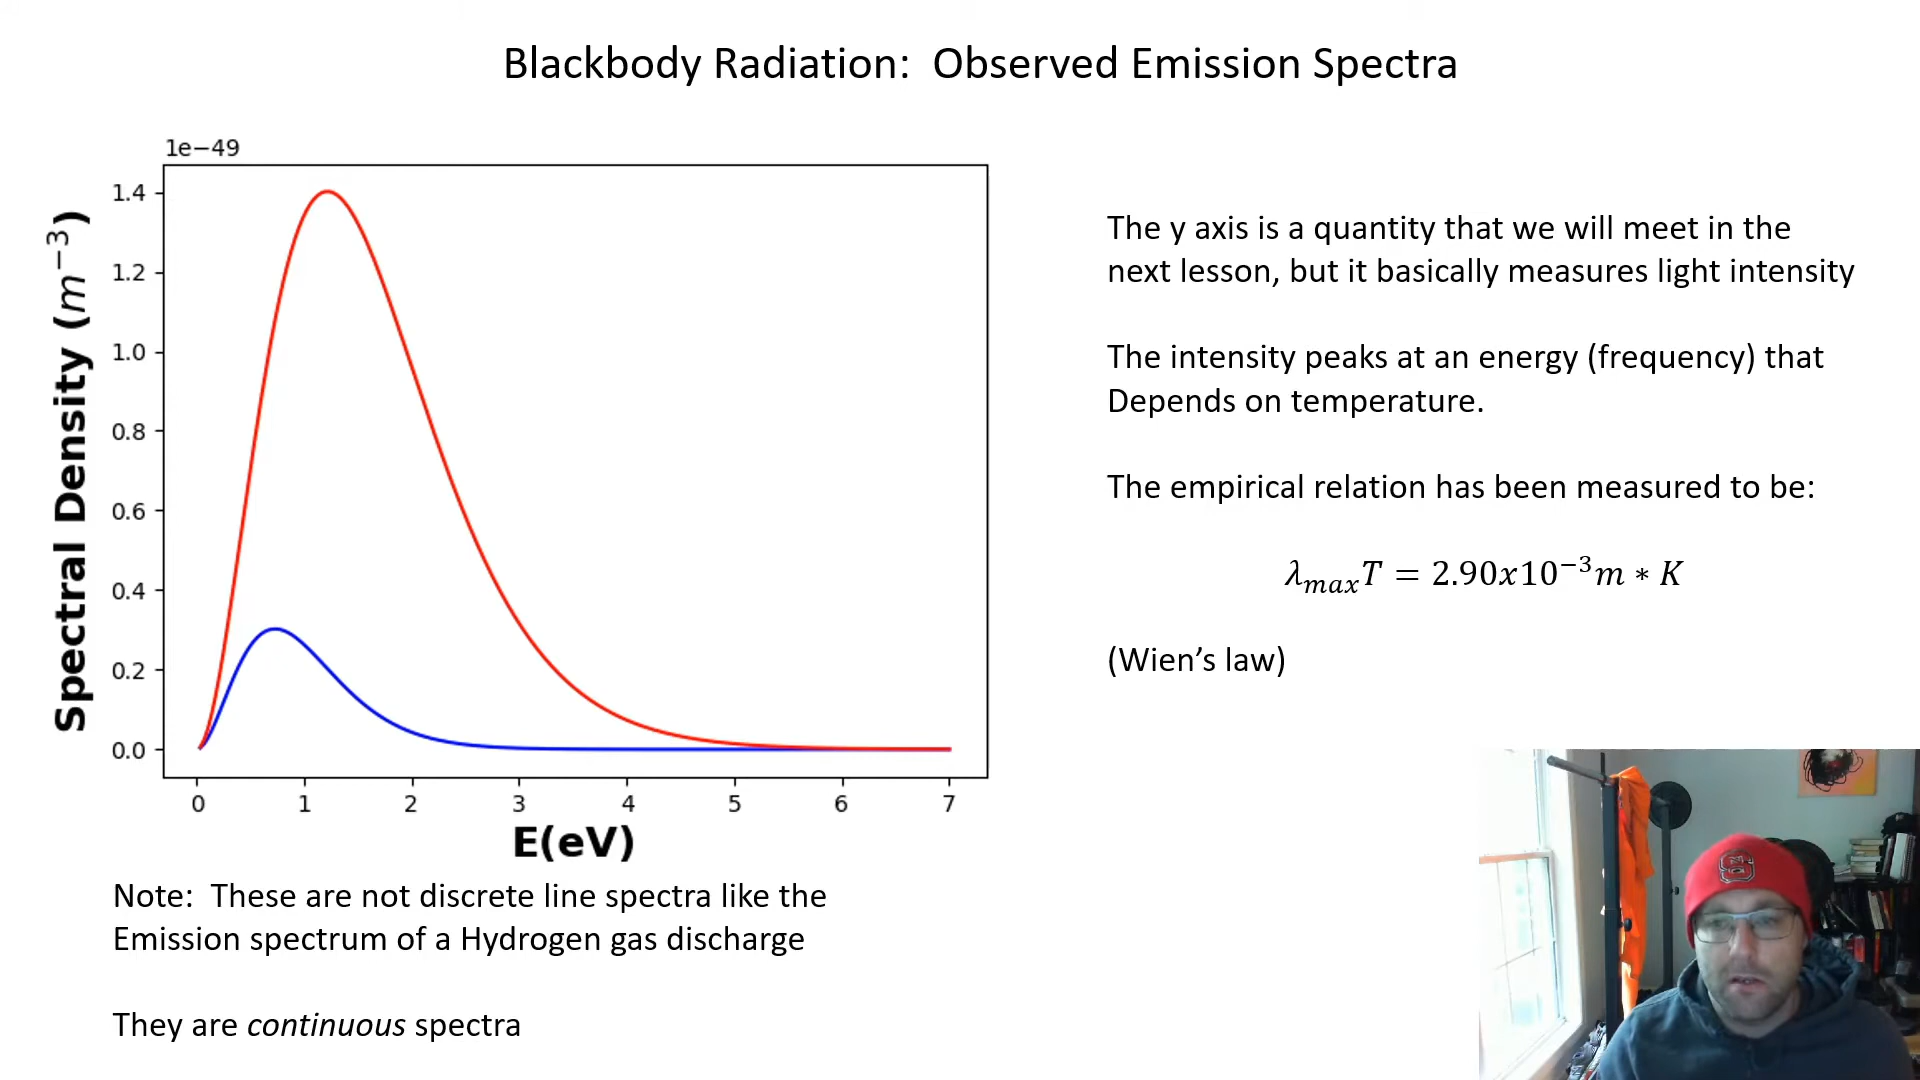 Blackbody Radiation:  Observed Emission Spectra
1e−49
Spectral Density (m⁻³)
1.4
1.2
1.0
0.8
0.6
0.4
0.2
0.0
0 1 2 3 4 5 6 7
E(eV)
Note:  These are not discrete line spectra like the
Emission spectrum of a Hydrogen gas discharge
They are continuous spectra
The y axis is a quantity that we will meet in the
next lesson, but it basically measures light intensity
The intensity peaks at an energy (frequency) that
Depends on temperature.
The empirical relation has been measured to be:
λₘₐₓT = 2.90x10⁻³m ∗ K
(Wien’s law)
S